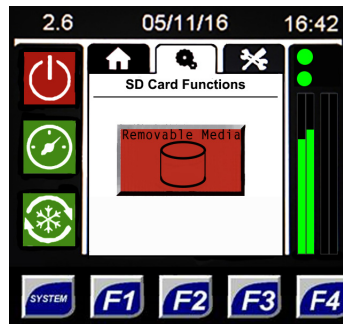 2.6 05/11/16 16:42
SD Card Functions
Removable Media
SYSTEM F1 F2 F3 F4